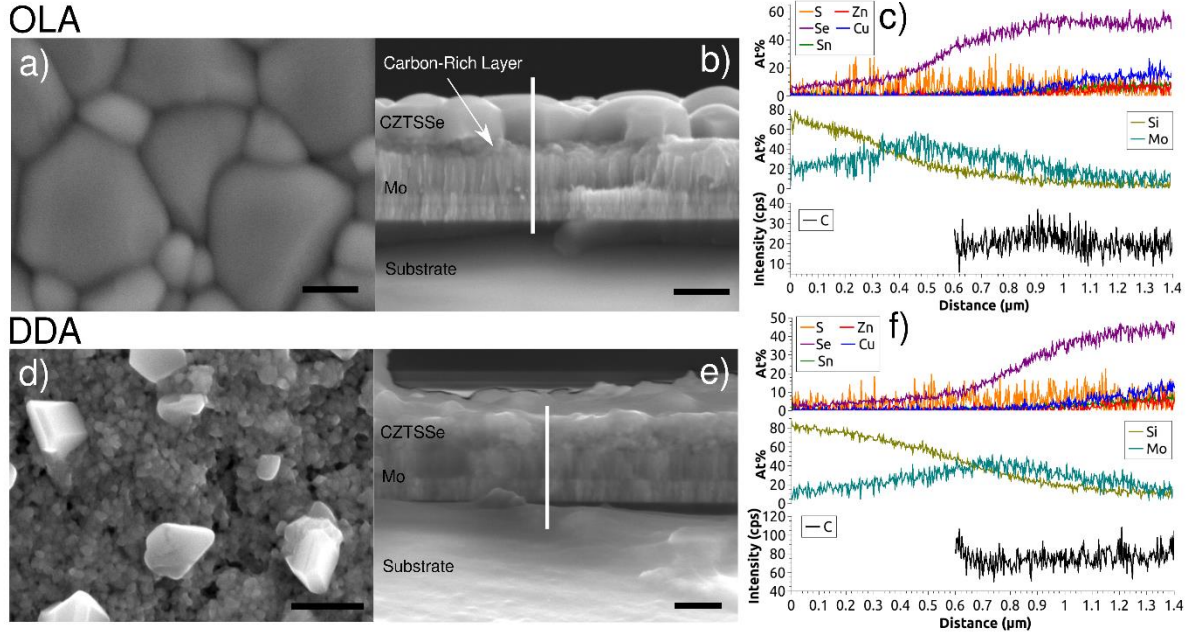 OLA
a)
Carbon-Rich Layer
b)
CZTSSe
Mo
Substrate
c)
S
Zn
Se
Cu
Sn
At%
60
40
20
0
Si
Mo
At%
80
60
40
20
0
C
Intensity (cps)
40
30
20
10
0
0 0.1 0.2 0.3 0.4 0.5 0.6 0.7 0.8 0.9 1 1.1 1.2 1.3 1.4
Distance (µm)
DDA
d)
e)
CZTSSe
Mo
Substrate
f)
S
Zn
Se
Cu
Sn
At%
50
40
30
20
10
0
Si
Mo
At%
80
60
40
20
0
C
Intensity (cps)
120
100
80
60
40
0 0.1 0.2 0.3 0.4 0.5 0.6 0.7 0.8 0.9 1 1.1 1.2 1.3 1.4
Distance (µm)